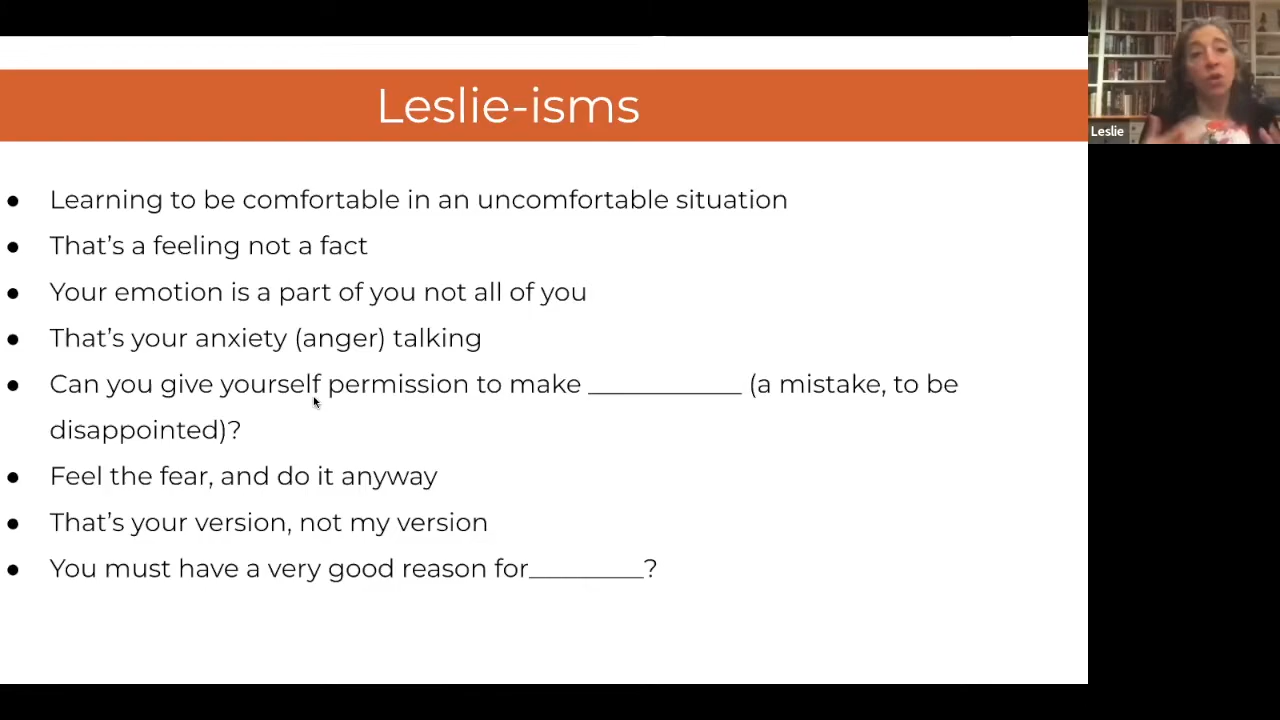 Leslie-isms
Leslie
● Learning to be comfortable in an uncomfortable situation
● That’s a feeling not a fact
● Your emotion is a part of you not all of you
● That’s your anxiety (anger) talking
● Can you give yourself permission to make ____________ (a mistake, to be
disappointed)?
● Feel the fear, and do it anyway
● That’s your version, not my version
● You must have a very good reason for_________?